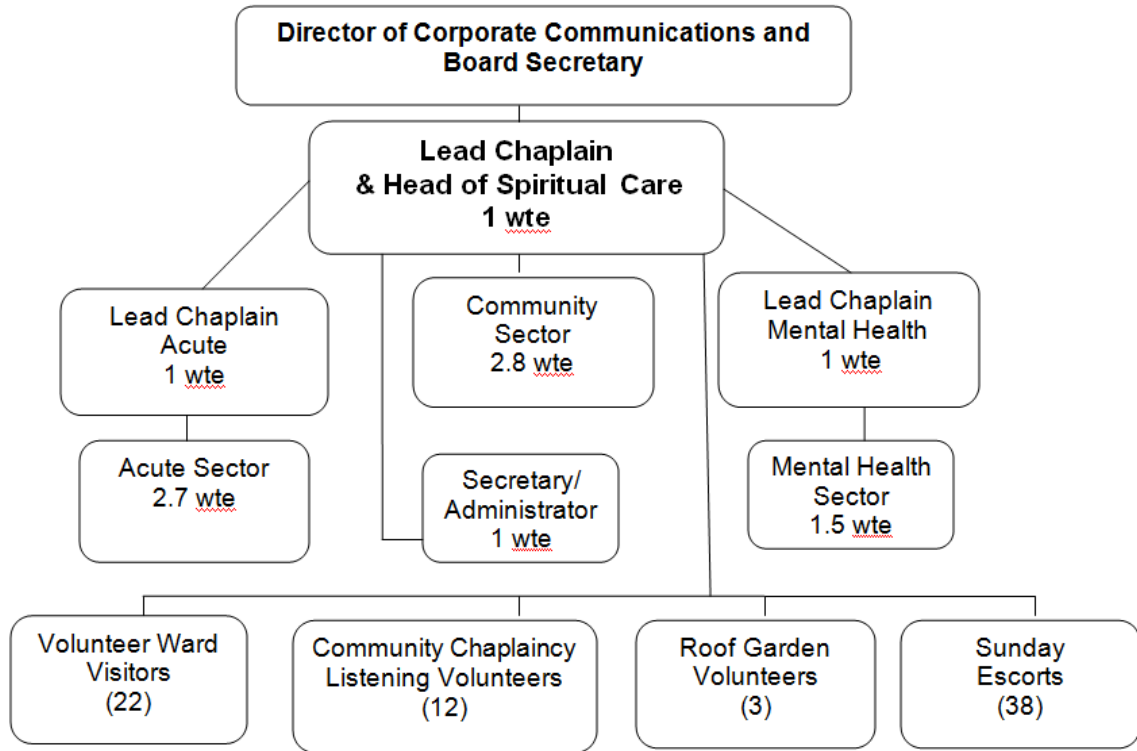 Director of Corporate Communications and
Board Secretary
Lead Chaplain
& Head of Spiritual Care
1 wte
Lead Chaplain
Acute
1 wte
Community
Sector
2.8 wte
Lead Chaplain
Mental Health
1 wte
Acute Sector
2.7 wte
Secretary/
Administrator
1 wte
Mental Health
Sector
1.5 wte
Volunteer Ward
Visitors
(22)
Community Chaplaincy
Listening Volunteers
(12)
Roof Garden
Volunteers
(3)
Sunday
Escorts
(38)